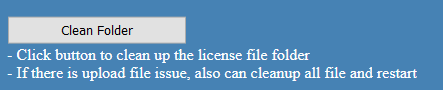 Clean Folder
- Click button to clean up the license file folder
- If there is upload file issue, also can cleanup all file and restart